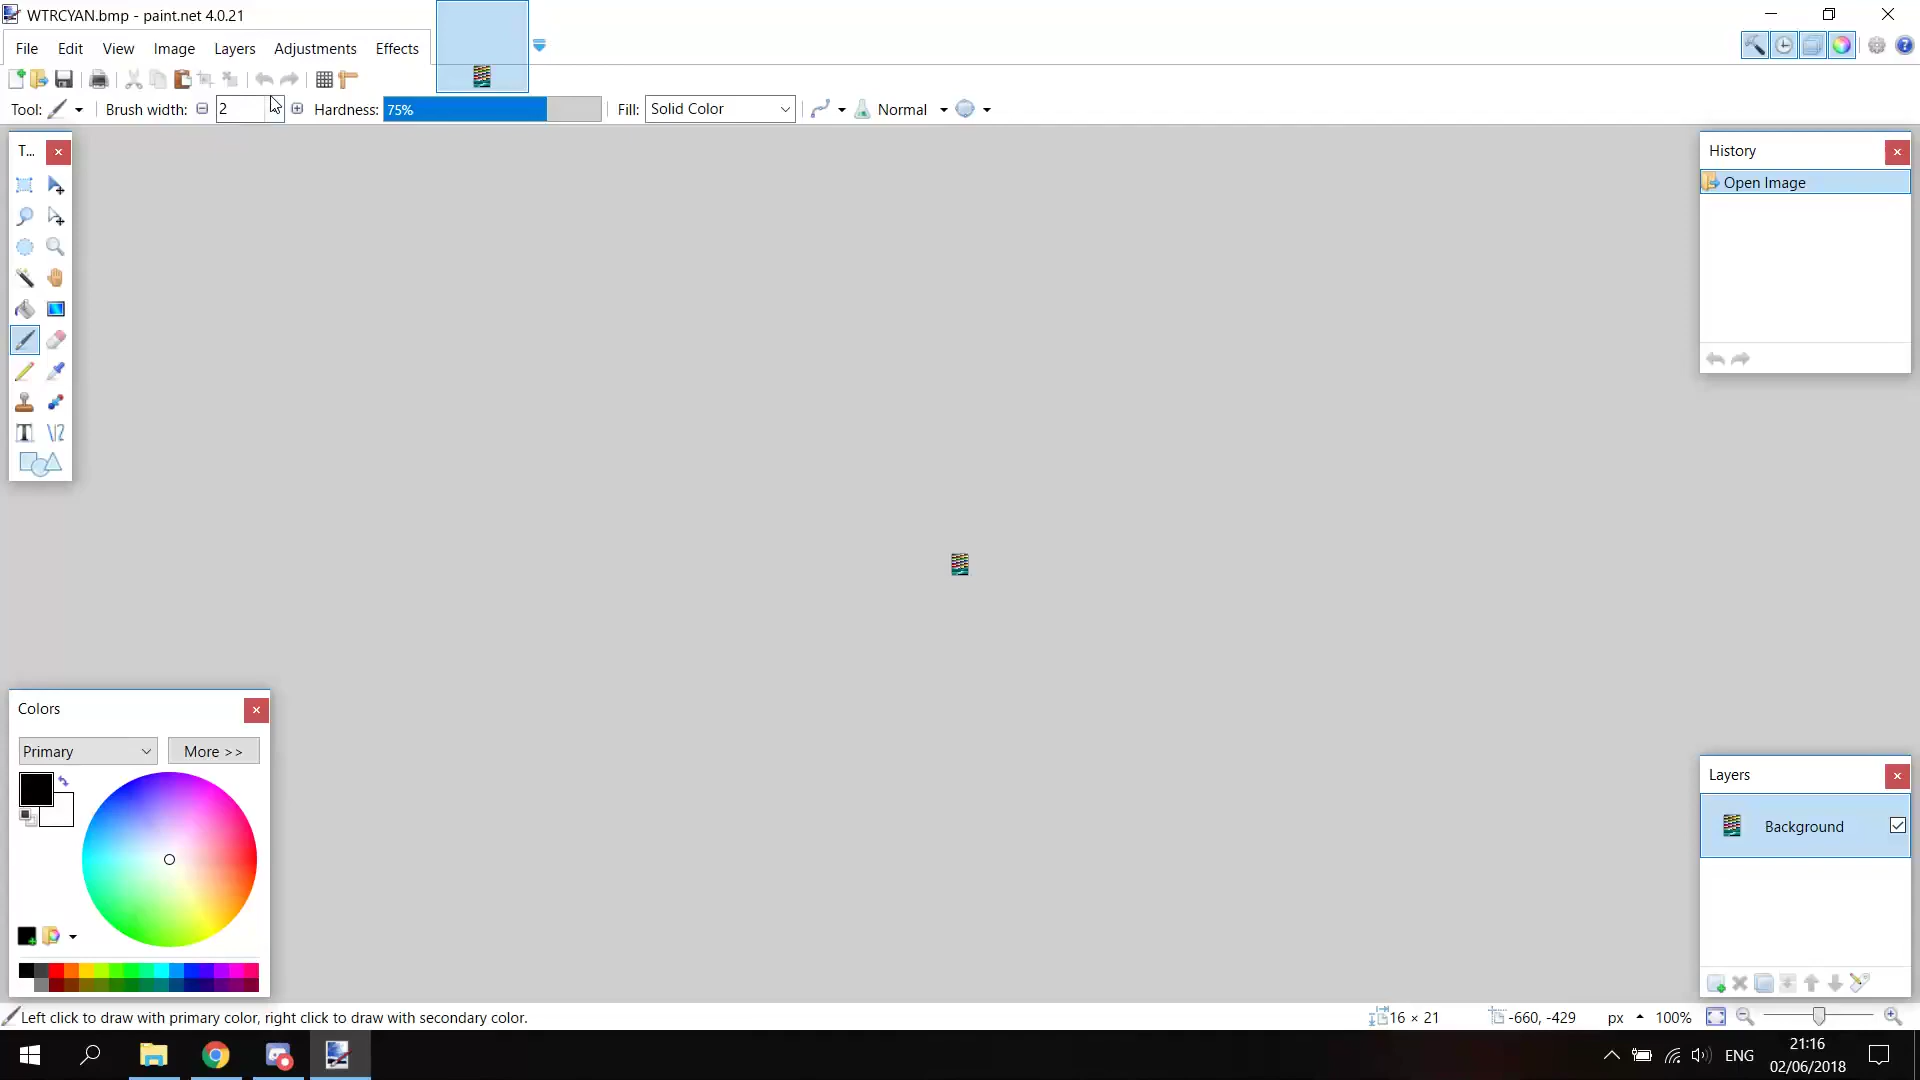 WTRCYAN.bmp - paint.net 4.0.21
File Edit View Image Layers Adjustments Effects
Tool: Brush width: 2 Hardness: 75% Fill: Solid Color Normal
T...
History
Open Image
Colors
Primary More >>
Layers
Background
Left click to draw with primary color, right click to draw with secondary color.
16 × 21 -660, -429 px 100%
ENG
21:16
02/06/2018